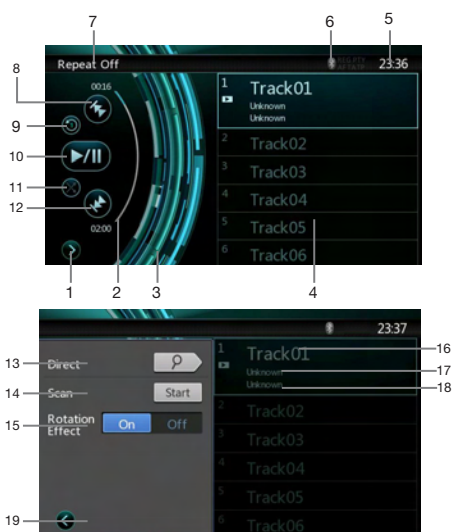 7
6
5
Repeat Off
23:36
8
00:16
1 Track01
Unknown
Unknown
9
2 Track02
10
3 Track03
11
4 Track04
12
5 Track05
02:00
6 Track06
1
2
3
4
23:37
1 Track01
16
13
Direct
Unknown
17
14
Scan
Start
Unknown
18
15
Rotation
Effect
On
Off
2 Track02
3 Track03
4 Track04
5 Track05
19
6 Track06